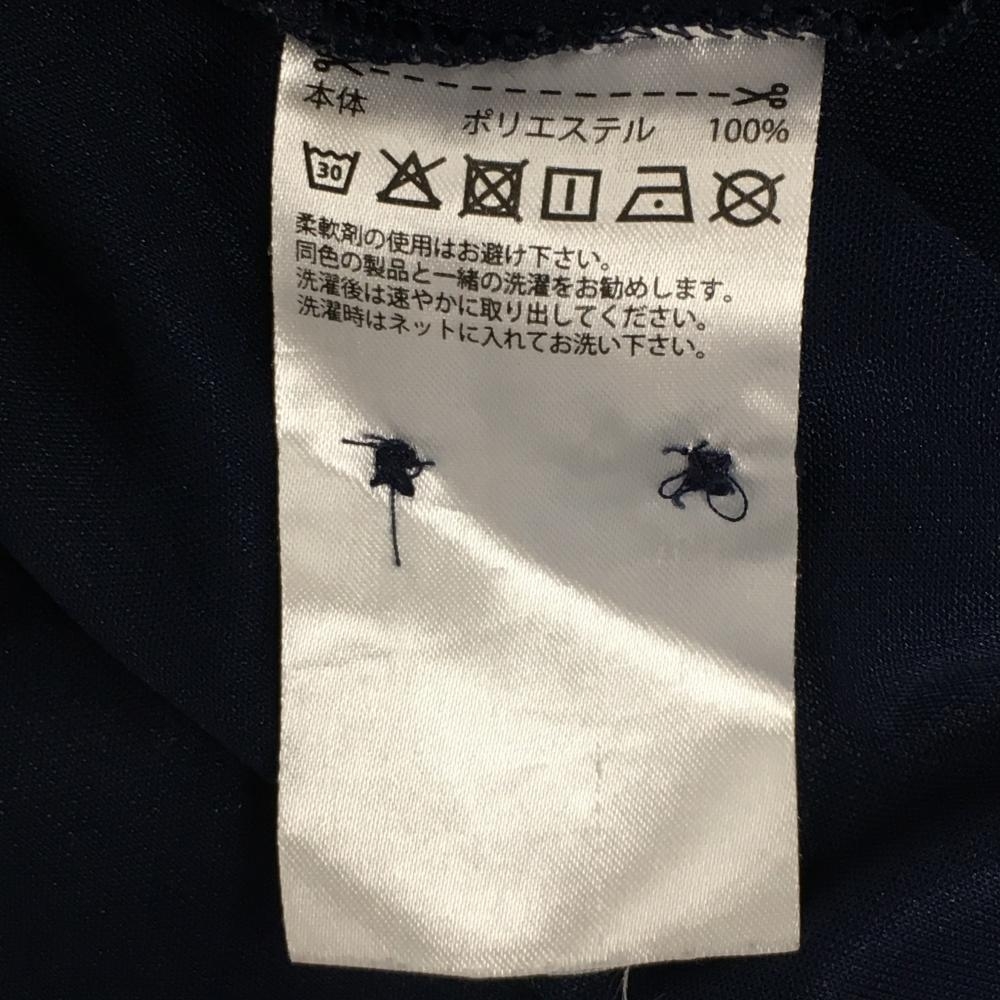 本体
ポリエステル 100%
30
柔軟剤の使用はお避け下さい。
同色の製品と一緒の洗濯をお勧めします。
洗濯後は速やかに取り出してください。
洗濯時はネットに入れてお洗い下さい。